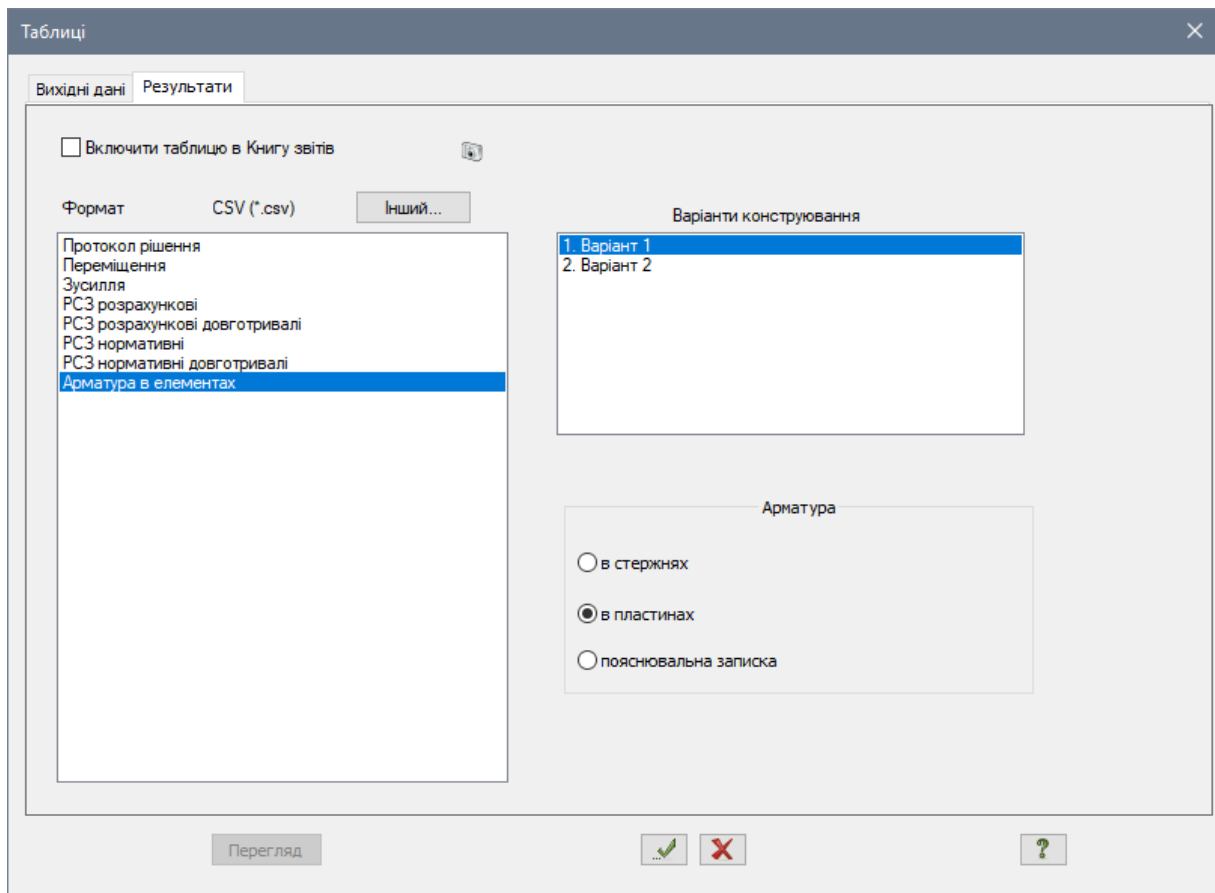 Таблиці
Вихідні дані
Результати
Включити таблицю в Книгу звітів
Формат CSV (*.csv) Інший...
Варіанти конструювання
Протокол рішення
Переміщення
Зусилля
РСЗ розрахункові
РСЗ розрахункові довготривалі
РСЗ нормативні
РСЗ нормативні довготривалі
Арматура в елементах
1. Варіант 1
2. Варіант 2
Арматура
в стержнях
в пластинах
пояснювальна записка
Перегляд
?